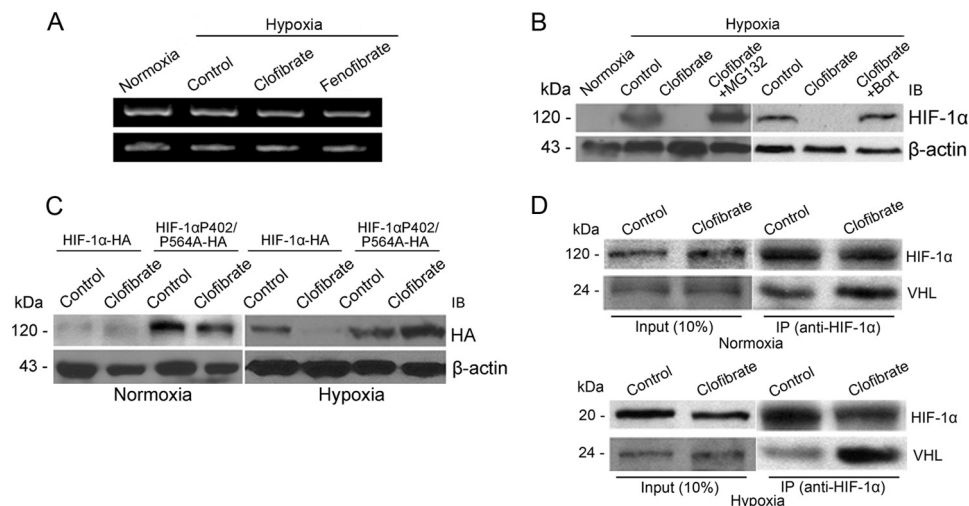 A
Hypoxia
Normoxia
Control
Clofibrate
Fenofibrate
B
Hypoxia
Normoxia
Control
Clofibrate
Clofibrate
+MG132
Control
Clofibrate
Clofibrate
+Bort
kDa
IB
120 -
HIF-1α
43 -
β-actin
C
HIF-1α-HA
HIF-1αP402/
P564A-HA
HIF-1α-HA
HIF-1αP402/
P564A-HA
Control
Clofibrate
Control
Clofibrate
Control
Clofibrate
Control
Clofibrate
kDa
IB
120 -
HA
43 -
β-actin
Normoxia
Hypoxia
D
Control
Clofibrate
Control
Clofibrate
kDa
120 -
HIF-1α
24 -
VHL
Input (10%)
IP (anti-HIF-1α)
Normoxia
Control
Clofibrate
Control
Clofibrate
kDa
20 -
HIF-1α
24 -
VHL
Input (10%)
IP (anti-HIF-1α)
Hypoxia